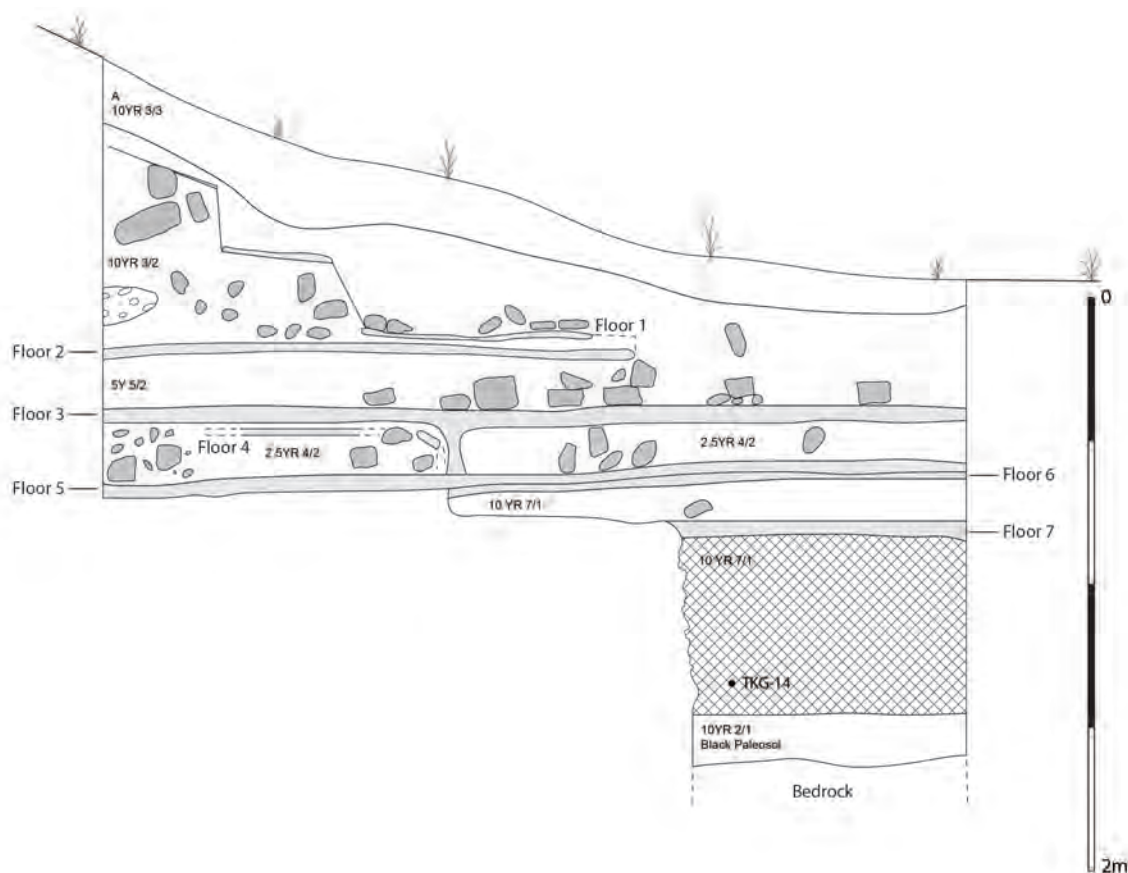 A
10YR 3/3
10YR 3/2
0
Floor 1
Floor 2
5Y 5/2
Floor 3
Floor 4
2.5YR 4/2
2.5YR 4/2
Floor 5
Floor 6
10 YR 7/1
Floor 7
10 YR 7/1
TKG-14
10YR 2/1
Black Paleosol
Bedrock
2m